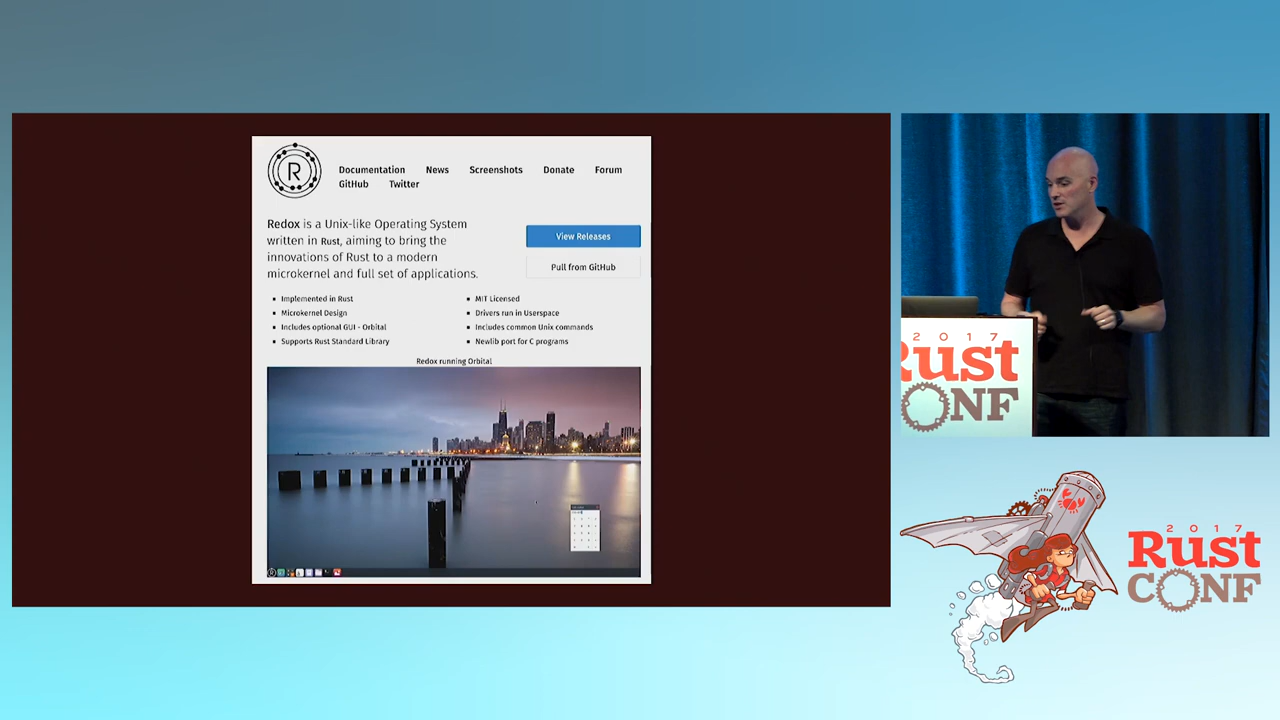 R
Documentation News Screenshots Donate Forum
GitHub Twitter
Redox is a Unix-like Operating System
written in Rust, aiming to bring the
innovations of Rust to a modern
microkernel and full set of applications.
View Releases
Pull from GitHub
Implemented in Rust
Microkernel Design
Includes optional GUI - Orbital
Supports Rust Standard Library
MIT Licensed
Drivers run in Userspace
Includes common Unix commands
Newlib port for C programs
Redox running Orbital
2017
Rust
CONF
2017
Rust
CONF